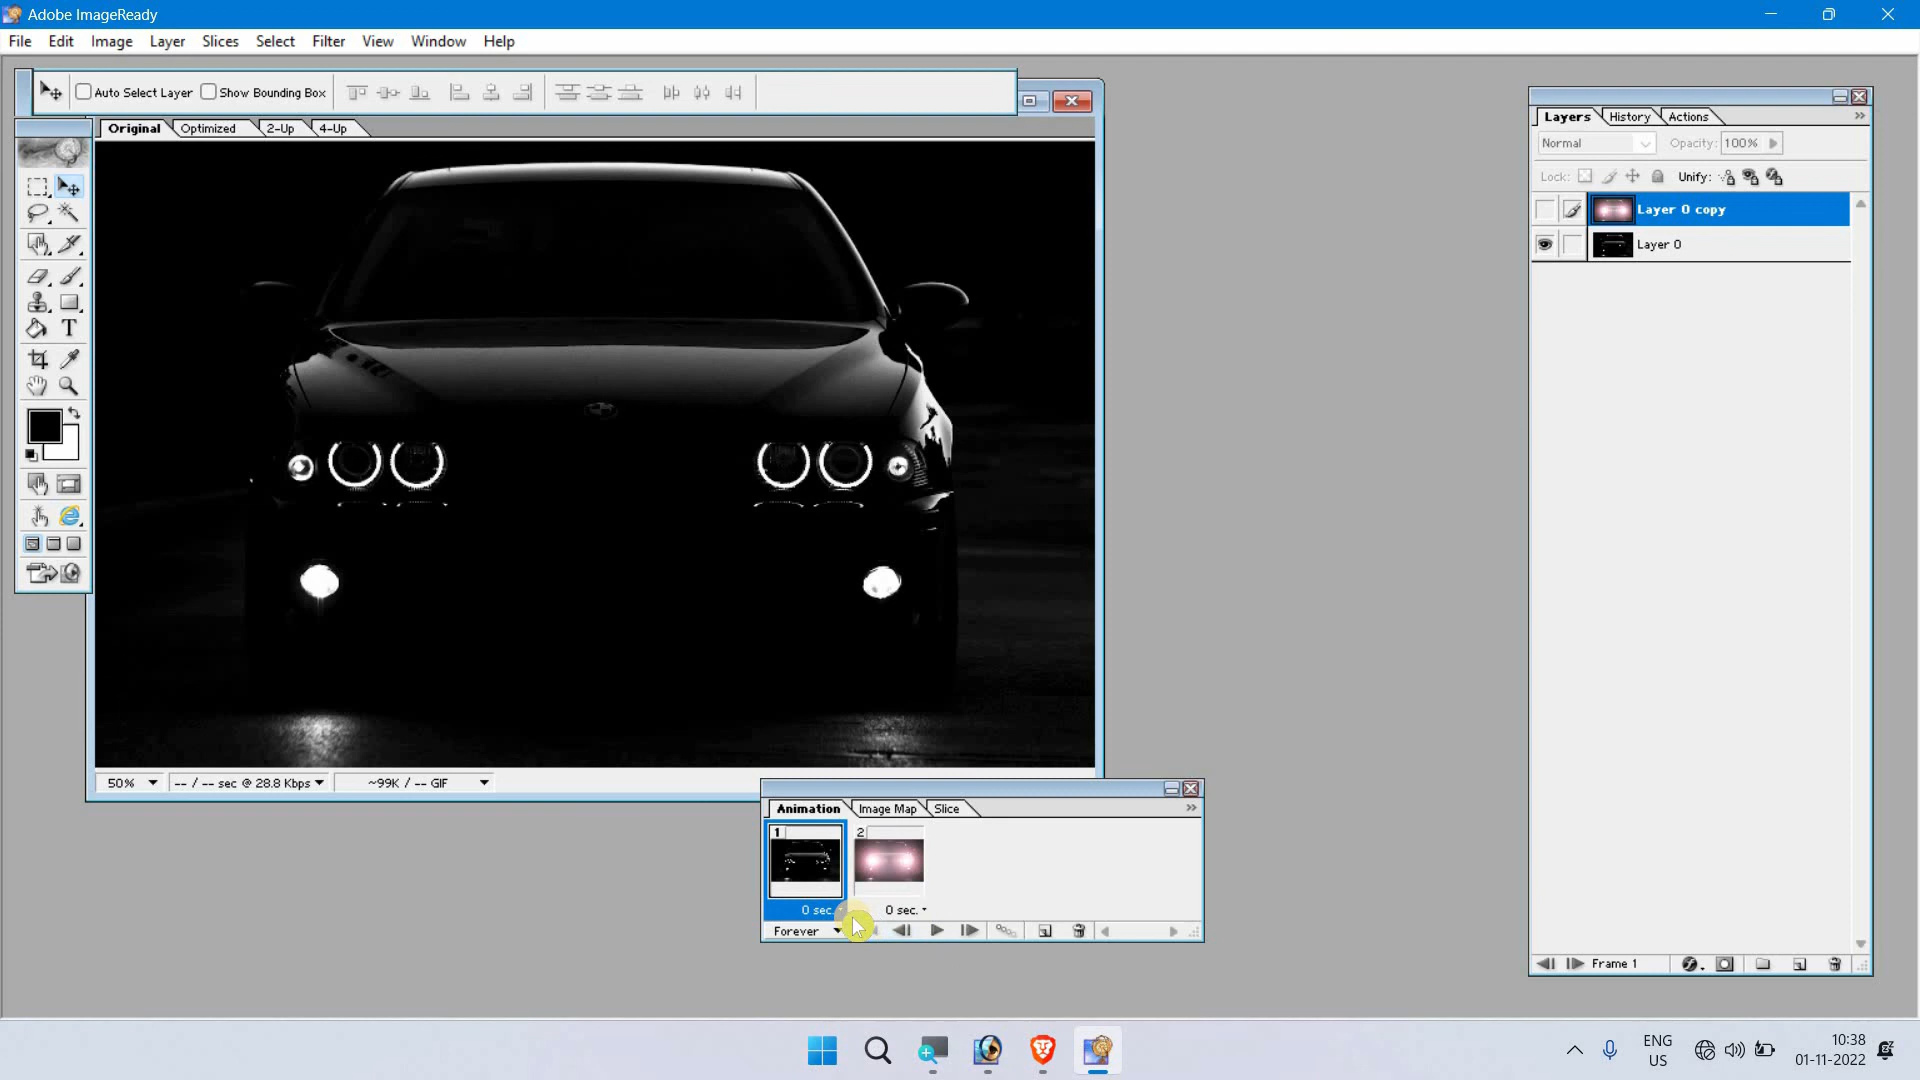 Adobe ImageReady
File Edit Image Layer Slices Select Filter View Window Help
Auto Select Layer Show Bounding Box
Original Optimized 2-Up 4-Up
Layers History Actions
Normal Opacity: 100%
Lock: Unify:
Layer 0 copy
Layer 0
T
50% -- / -- sec @ 28.8 Kbps ~99K / -- GIF
Animation Image Map Slice
1 2
0 sec. 0 sec.
Forever
Frame 1
ENG
US
10:38
01-11-2022